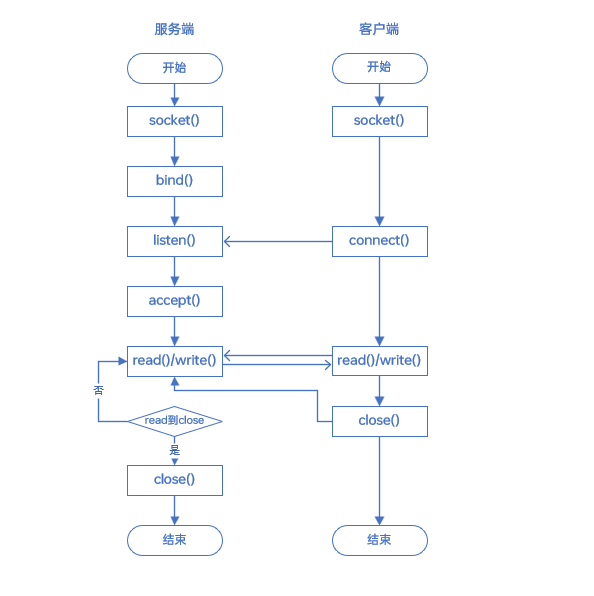 服务端
客户端
开始
开始
socket()
socket()
bind()
listen()
connect()
accept()
read()/write()
read()/write()
否
read到close
close()
是
close()
结束
结束